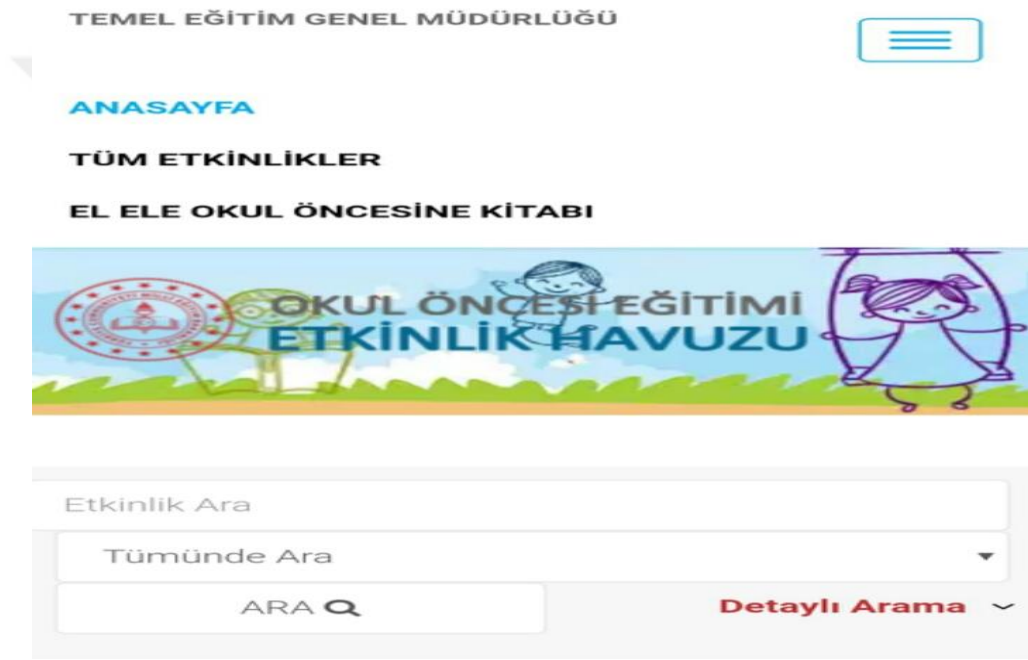 TEMEL EĞİTİM GENEL MÜDÜRLÜĞÜ
ANASAYFA
TÜM ETKİNLİKLER
EL ELE OKUL ÖNCESİNE KİTABI
OKUL ÖNCESİ EĞİTİMİ
ETKİNLİK HAVUZU
Etkinlik Ara
Tümünde Ara
ARA
Detaylı Arama